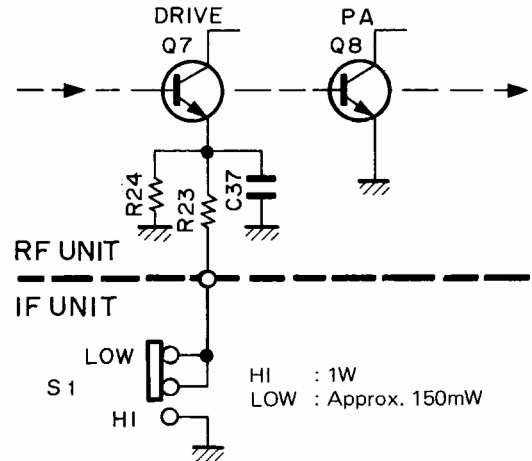 DRIVE PA
Q7 Q8
R24 R23 C37
RF UNIT
IF UNIT
LOW
S1
HI
HI : 1W
LOW : Approx. 150mW